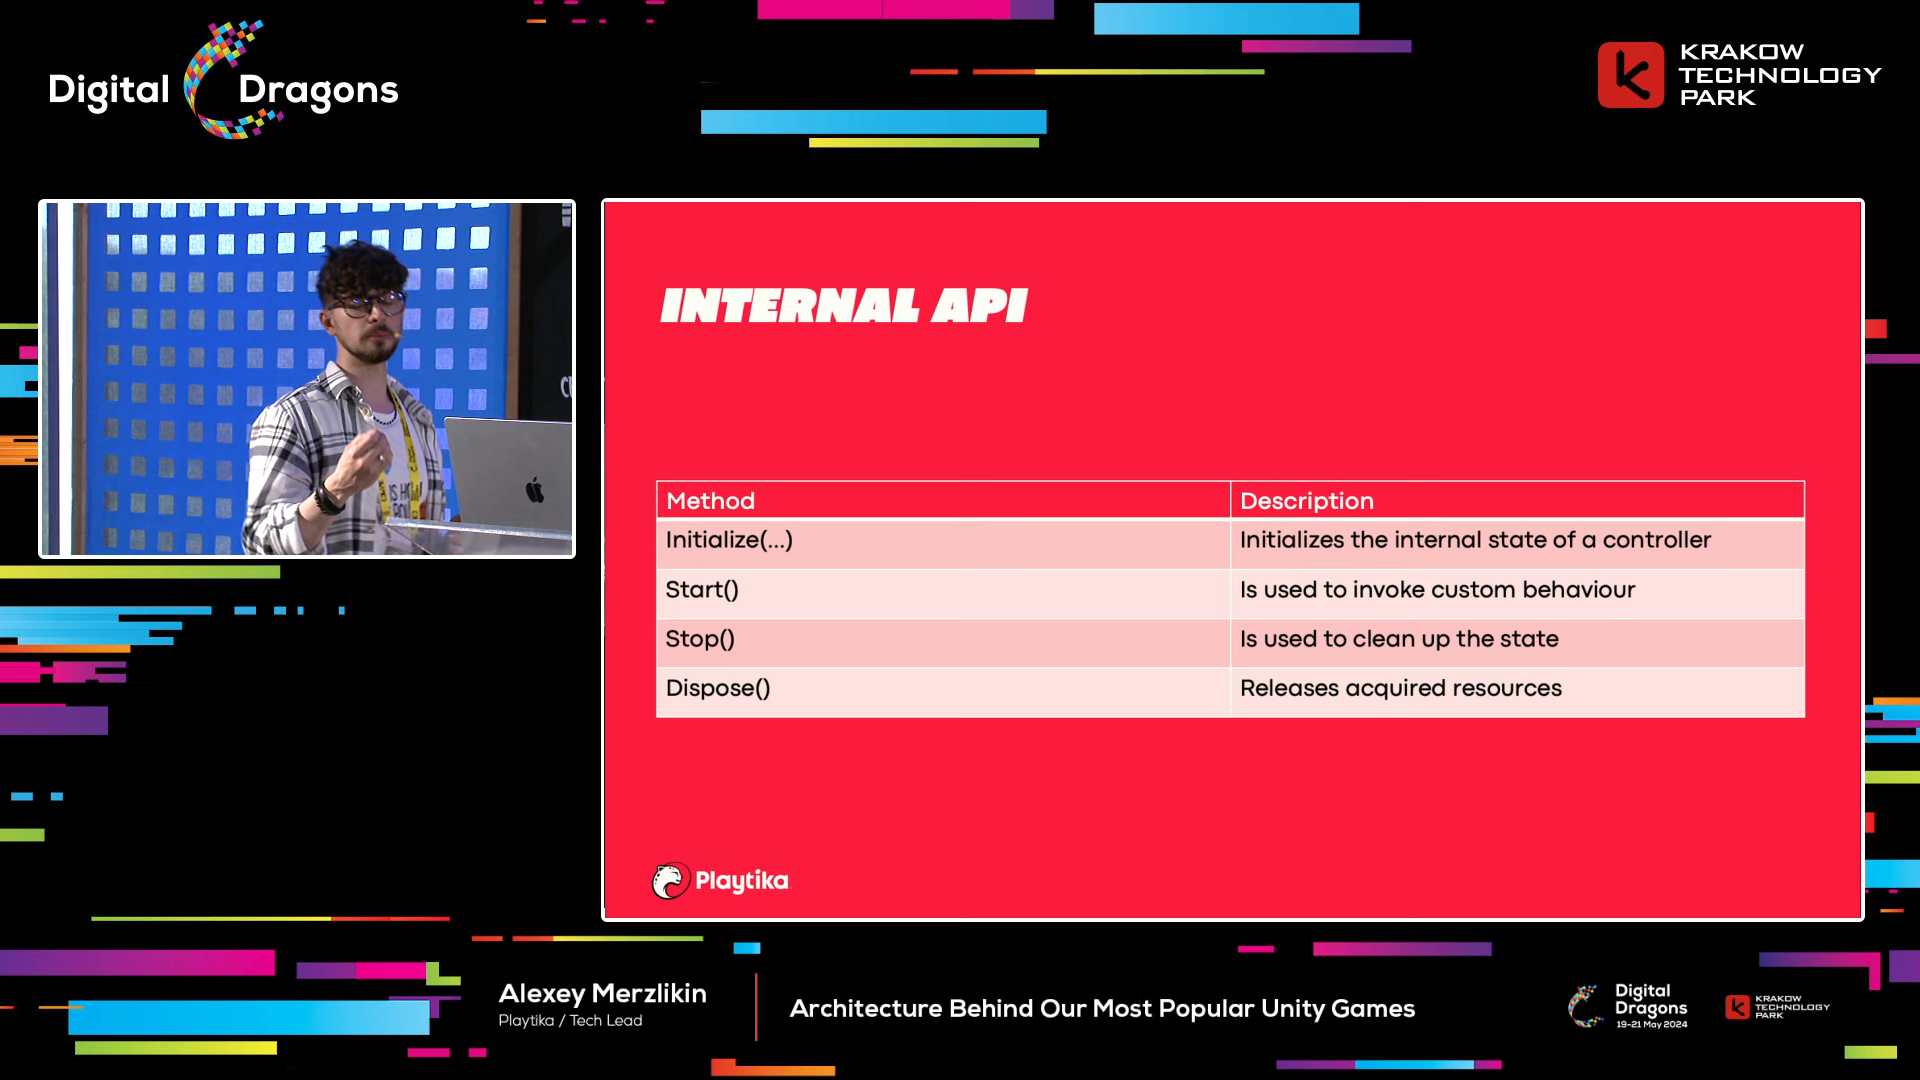 Digital Dragons
KRAKOW
TECHNOLOGY
PARK
INTERNAL API
Method Description
Initialize(...) Initializes the internal state of a controller
Start() Is used to invoke custom behaviour
Stop() Is used to clean up the state
Dispose() Releases acquired resources
Playtika
Alexey Merzlikin
Playtika / Tech Lead
Architecture Behind Our Most Popular Unity Games
Digital
Dragons
19-21 May 2024
KRAKOW
TECHNOLOGY
PARK